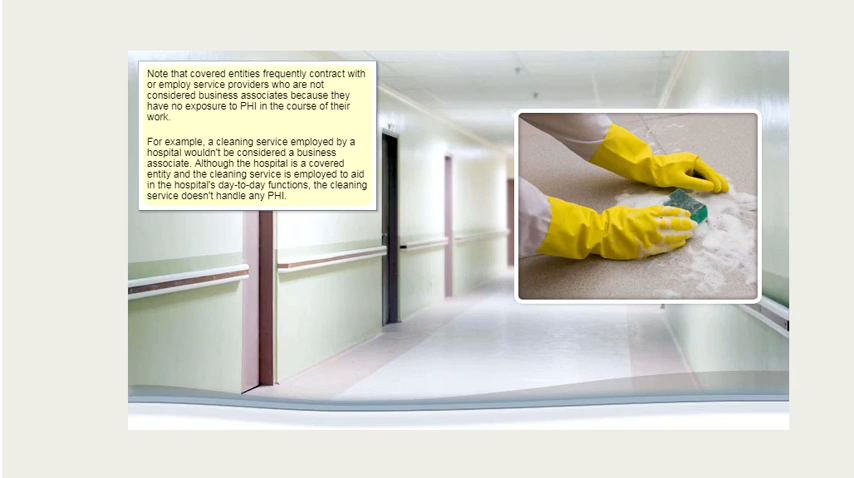 Note that covered entities frequently contract with
or employ service providers who are not
considered business associates because they
have no exposure to PHI in the course of their
work.
For example, a cleaning service employed by a
hospital wouldn't be considered a business
associate. Although the hospital is a covered
entity and the cleaning service is employed to aid
in the hospital's day-to-day functions, the cleaning
service doesn't handle any PHI.